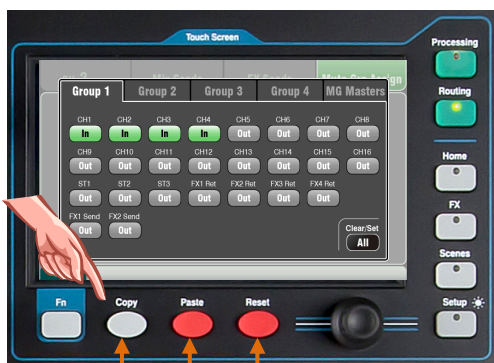 Touch Screen
Processing
Mute Grp Assign
Group 1 Group 2 Group 3 Group 4 MG Masters
CH1 CH2 CH3 CH4 CH5 CH6 CH7 CH8
In In In In Out Out Out Out
CH9 CH10 CH11 CH12 CH13 CH14 CH15 CH16
Out Out Out Out Out Out Out Out
ST1 ST2 ST3 FX1 Ret FX2 Ret FX3 Ret FX4 Ret
Out Out Out Out Out Out Out
FX1 Send FX2 Send
Out Out
Clear/Set
All
Routing
Home
FX
Scenes
Setup
Fn Copy Paste Reset